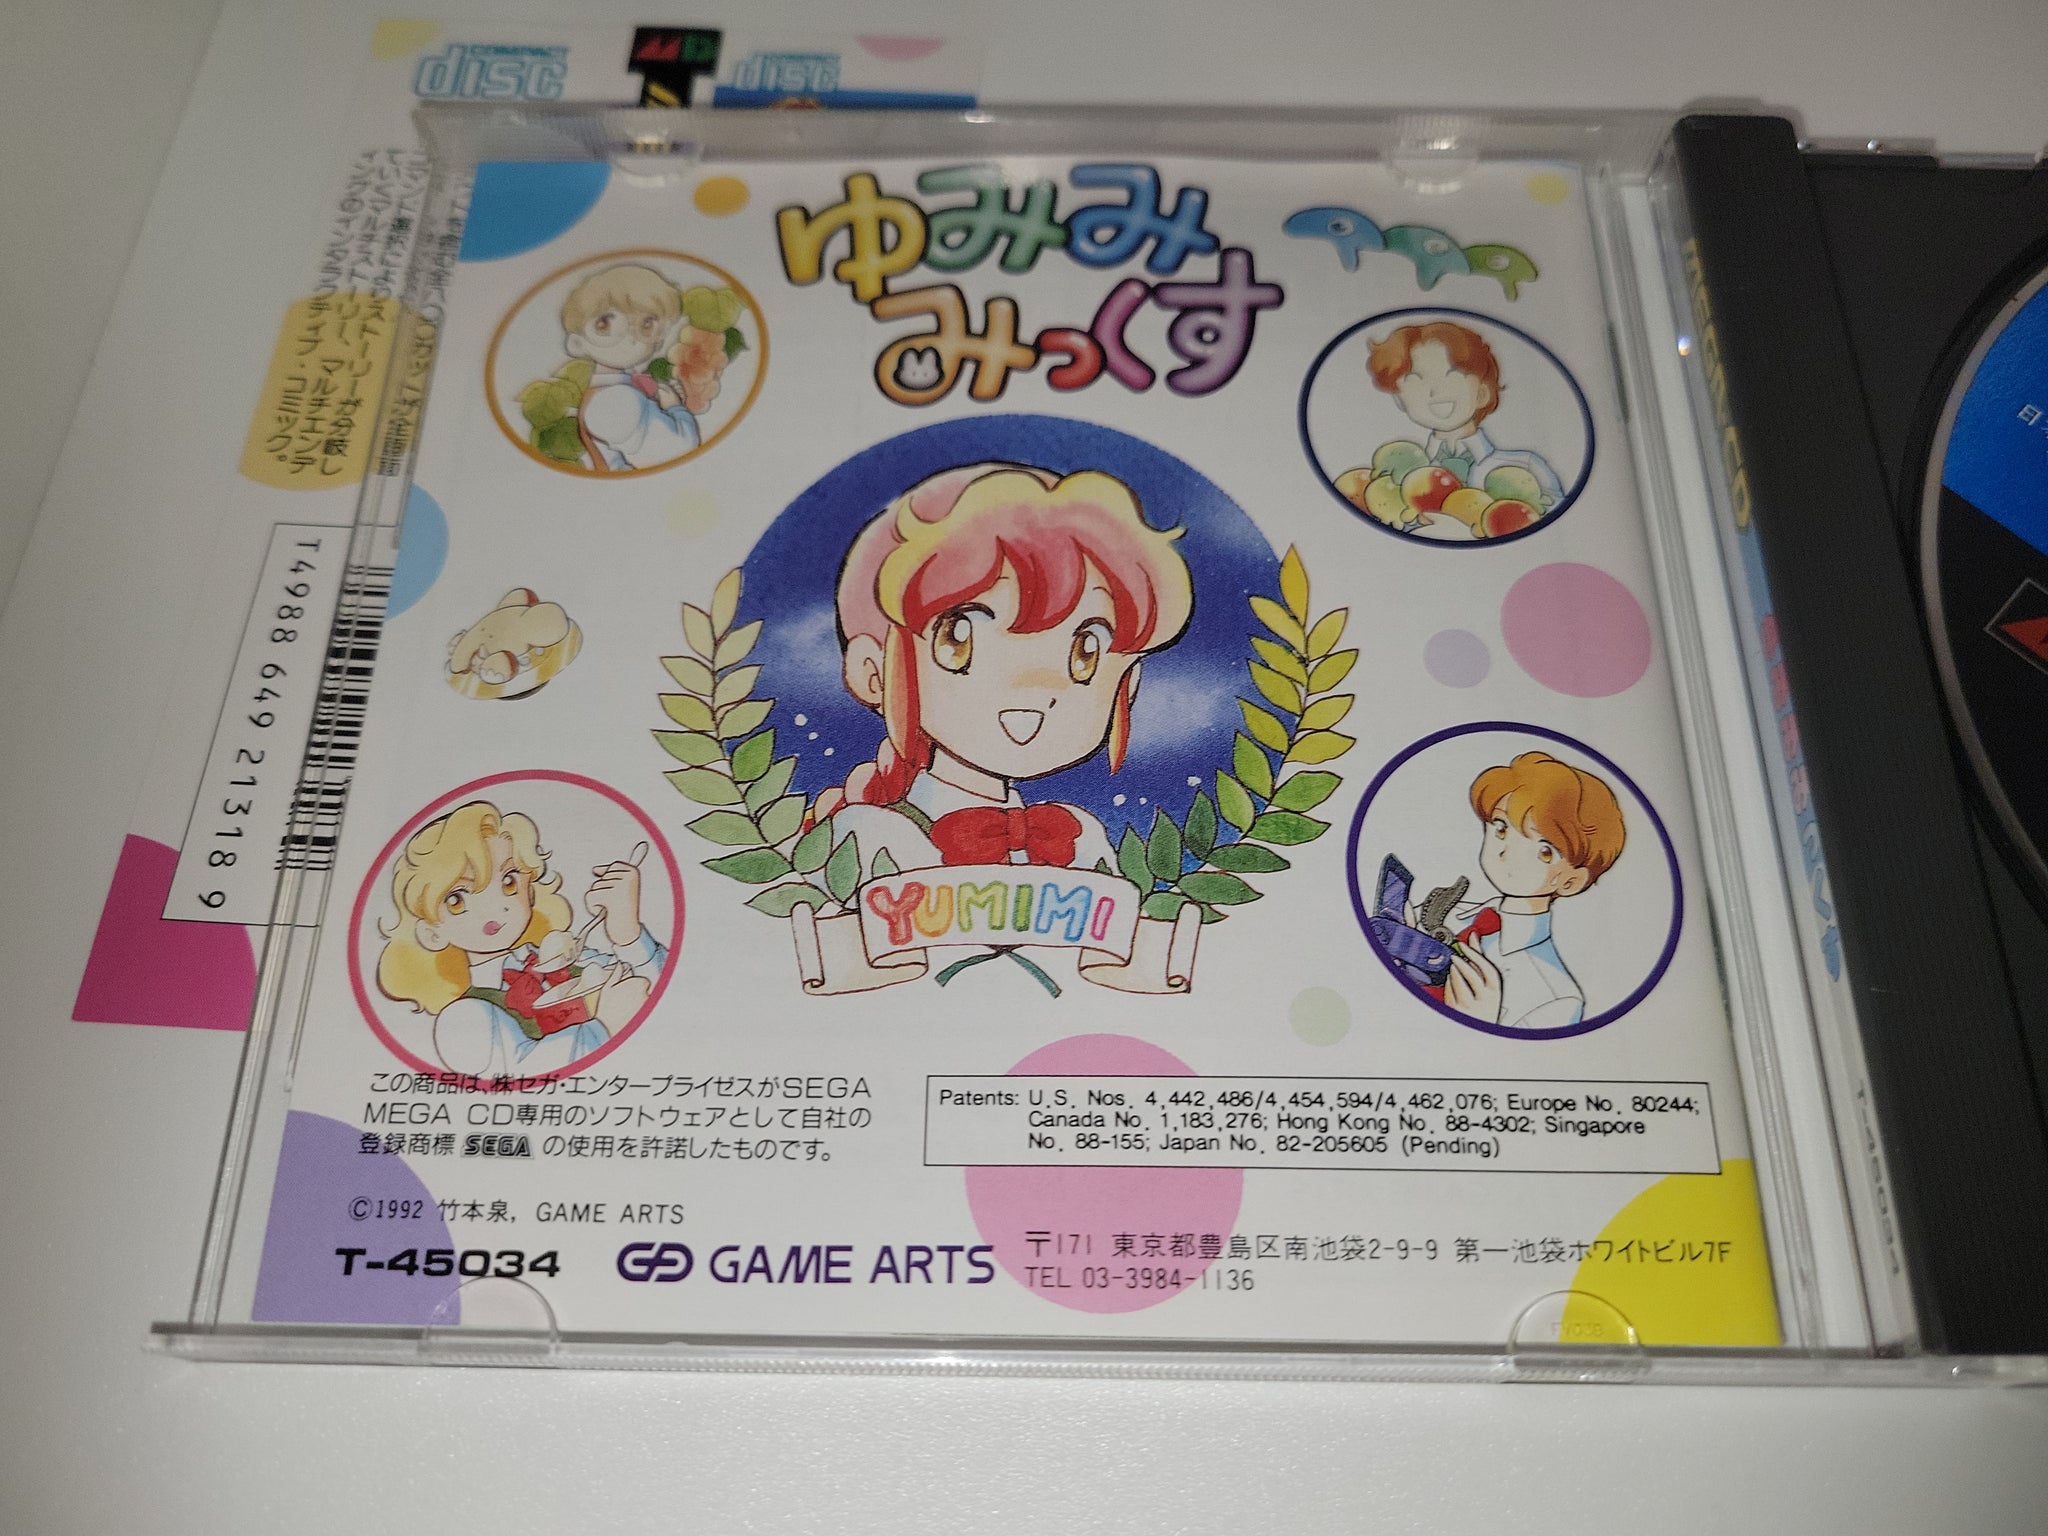 COMPACT
disc
disc
ゆみみ
みっくす
YUMIMI
この商品は、㈱セガ・エンタープライゼスがSEGA
MEGA CD専用のソフトウェアとして自社の
登録商標 SEGA の使用を許諾したものです。
Patents: U.S. Nos. 4,442,486/4,454,594/4,462,076; Europe No. 80244;
Canada No. 1,183,276; Hong Kong No. 88-4302; Singapore
No. 88-155; Japan No. 82-205605 (Pending)
©1992 竹本泉, GAME ARTS
T-45034
GAME ARTS
〒171 東京都豊島区南池袋2-9-9 第一池袋ホワイトビル7F
TEL 03-3984-1136
T4988 649 21318 9
MEGA-CD
T-45034